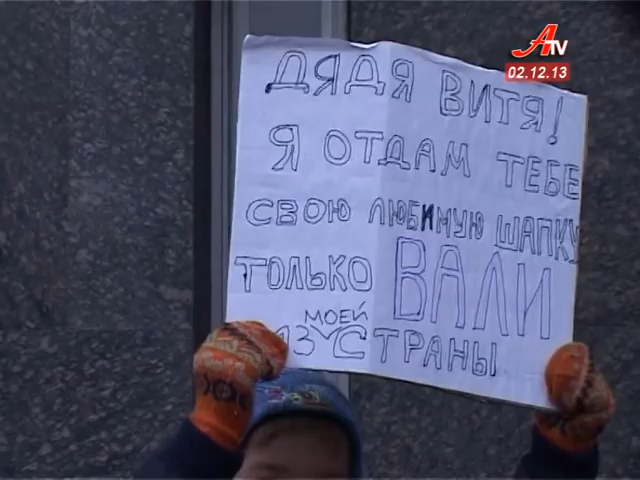 ATV
02.12.13
ДЯДЯ ВИТЯ!
Я ОТДАМ ТЕБЕ
СВОЮ ЛЮБИМУЮ ШАПКУ
ТОЛЬКО ВАЛИ
ИЗ МОЕЙ СТРАНЫ